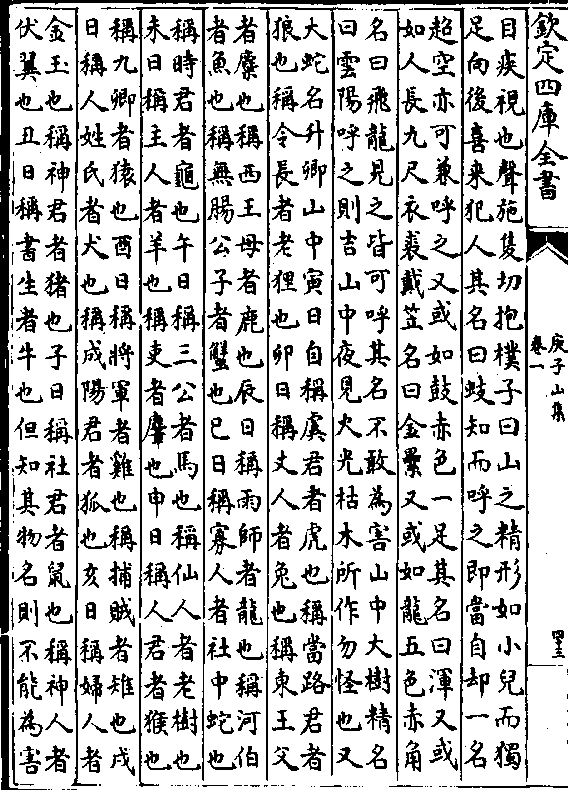 欽定四庫全書
庾子山集
卷一
目疾視也聲施隻切抱樸子曰山之精形如小兒而獨
足向後喜來犯人其名曰蚑知而呼之即當自却一名
超空亦可兼呼之又或如鼓赤色一足其名曰渾又或
如人長九尺衣裘戴笠名曰金纍又或如龍五色赤角
名曰飛龍見之皆可呼其名不敢為害山中大樹精名
曰雲陽呼之則吉山中夜見火光枯木所作勿怪也又
大蛇名升卿山中寅日自稱虞君者虎也稱當路君者
狼也稱令長者老狸也卯日稱丈人者兔也稱東王父
者麋也稱西王母者鹿也辰日稱雨師者龍也稱河伯
者魚也稱無腸公子者蟹也巳日稱寡人者社中蛇也
稱時君者龜也午日稱三公者馬也稱仙人者老樹也
未日稱主人者羊也稱吏者麞也申日稱人君者猴也
稱九卿者猿也酉日稱將軍者雞也稱捕賊者雉也戌
日稱人姓氏者犬也稱成陽君者狐也亥日稱婦人者
金玉也稱神君者猪也子日稱社君者鼠也稱神人者
伏翼也丑日稱書生者牛也但知其物名則不能為害